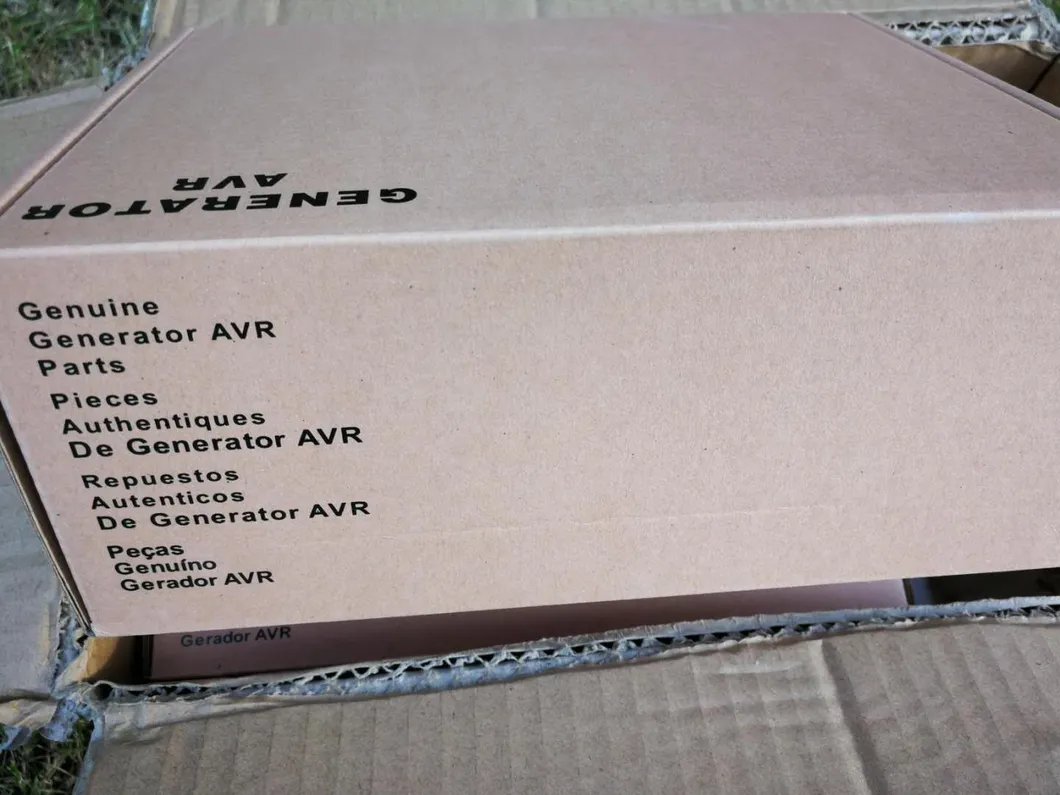 GENERATOR
AVR
Genuine
Generator AVR
Parts
Pieces
Authentiques
De Generator AVR
Repuestos
Autenticos
De Generator AVR
Peças
Genuíno
Gerador AVR
Gerador AVR